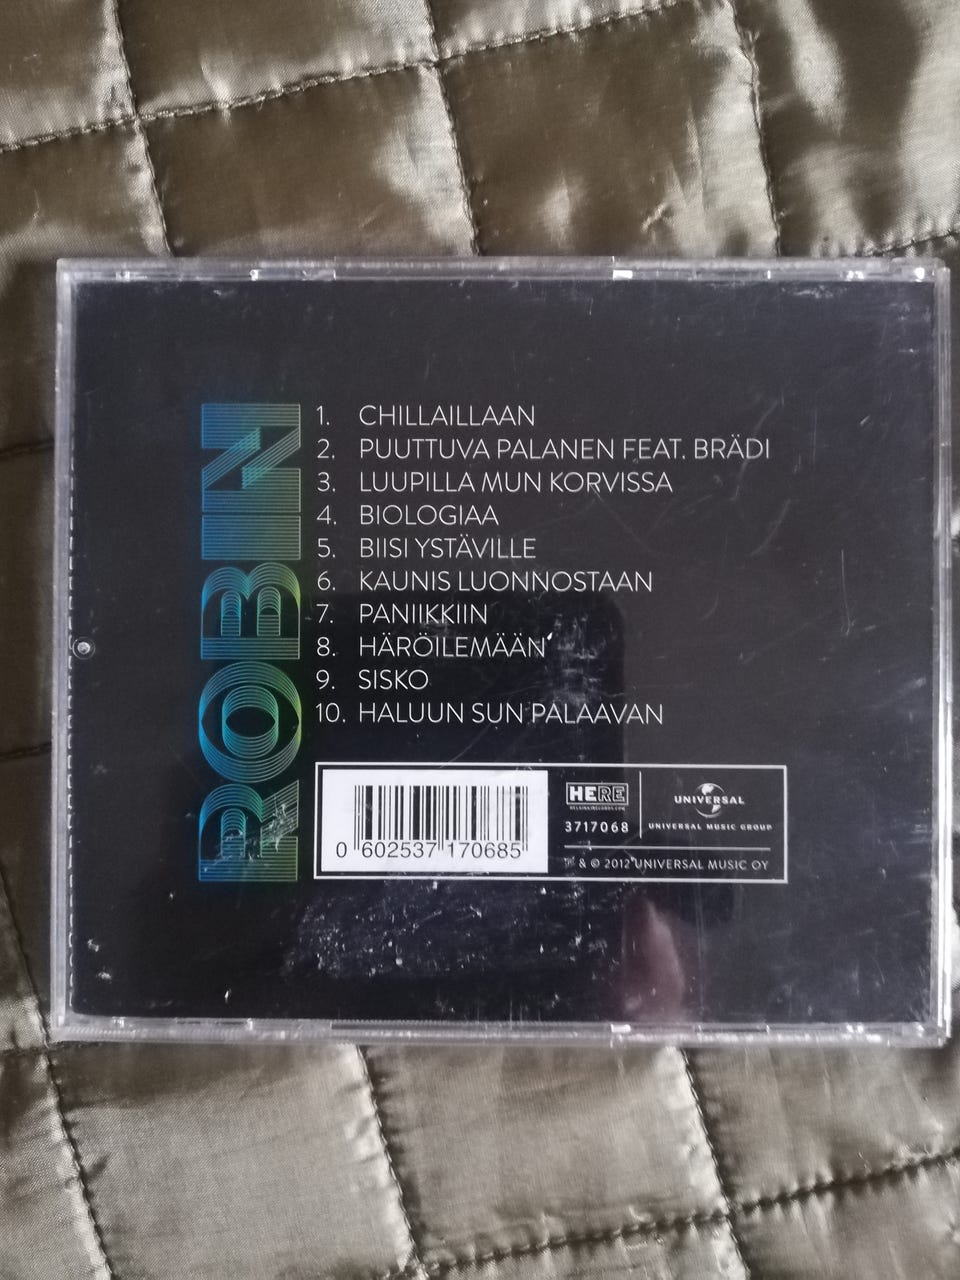 ROBIN
1. CHILLAILLAAN
2. PUUTTUVA PALANEN FEAT. BRÄDI
3. LUUPILLA MUN KORVISSA
4. BIOLOGIAA
5. BIISI YSTÄVILLE
6. KAUNIS LUONNOSTAAN
7. PANIIKKIIN
8. HÄRÖILEMÄÄN
9. SISKO
10. HALUUN SUN PALAAVAN
0 602537 170685
HERE
3717068
UNIVERSAL
UNIVERSAL MUSIC GROUP
℗ & © 2012 UNIVERSAL MUSIC OY